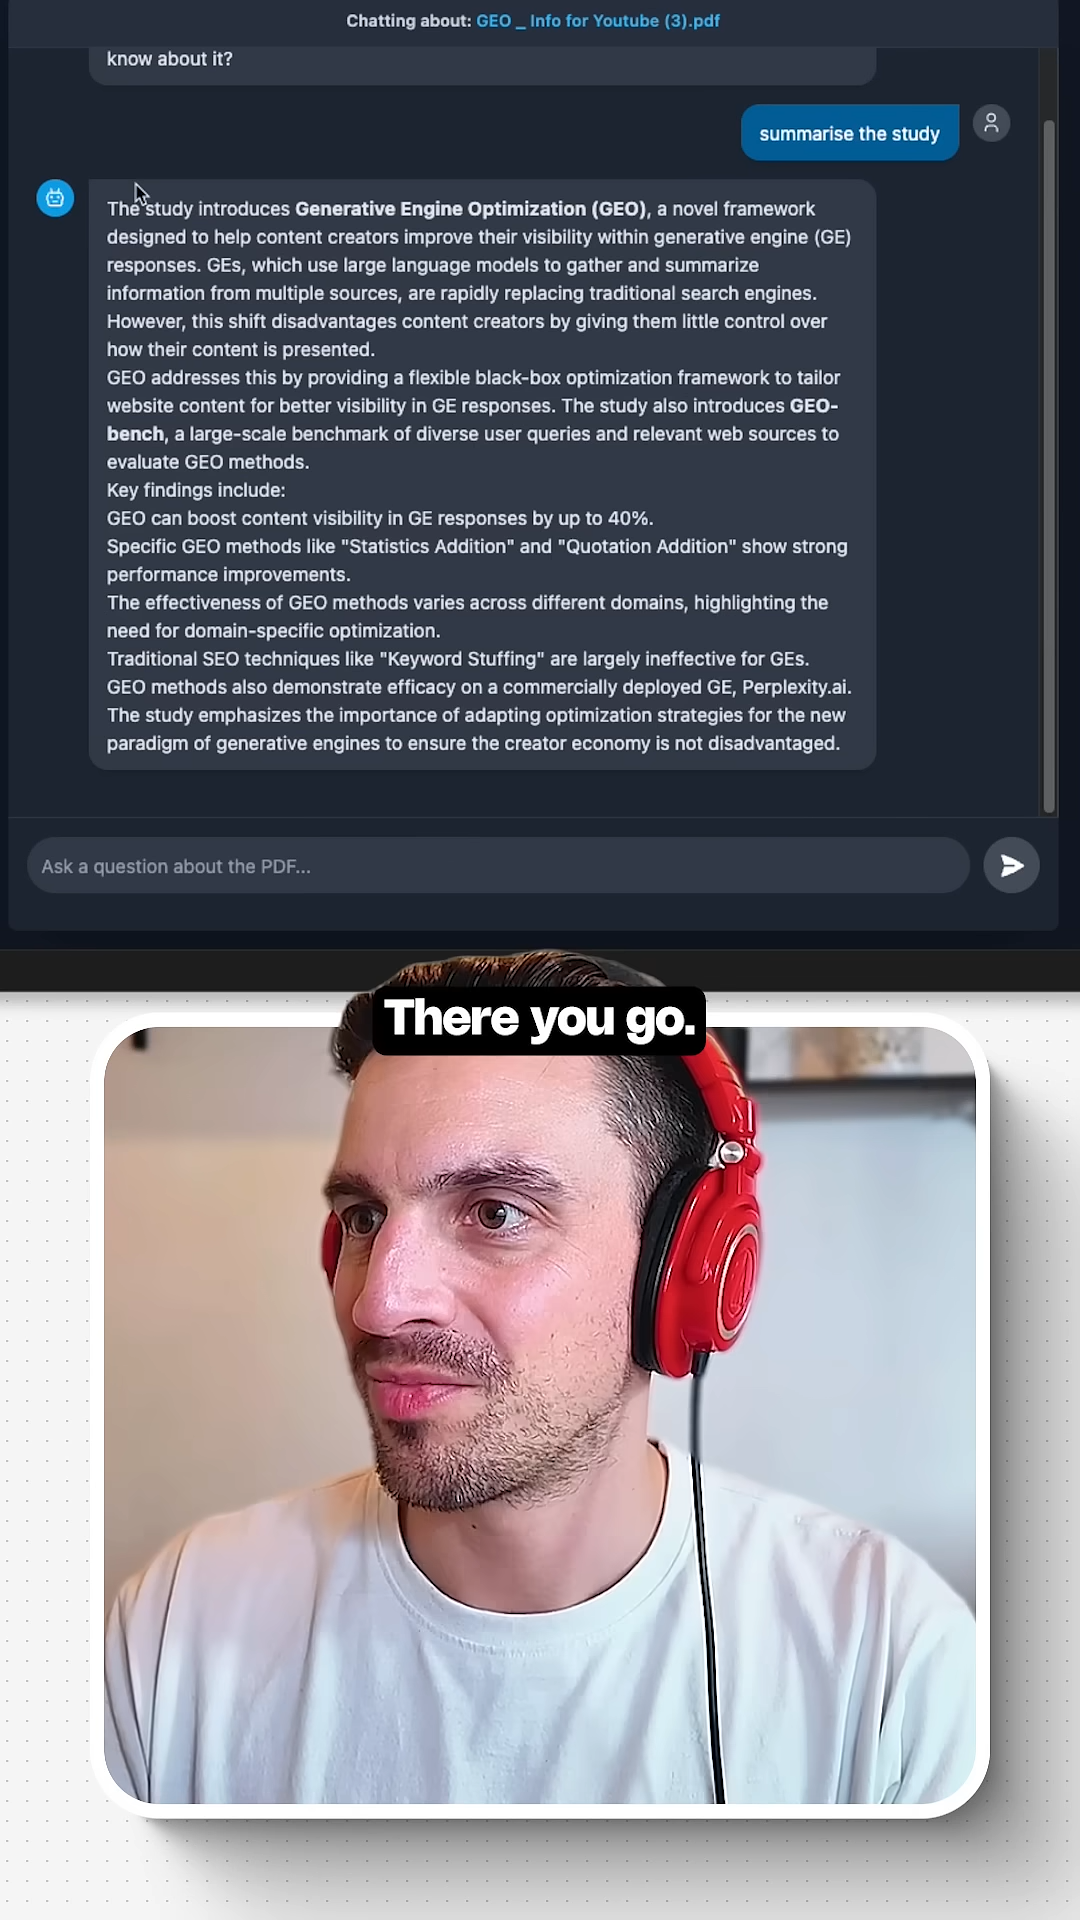 Chatting about: GEO _ Info for Youtube (3).pdf
know about it?
summarise the study
The study introduces Generative Engine Optimization (GEO), a novel framework
designed to help content creators improve their visibility within generative engine (GE)
responses. GEs, which use large language models to gather and summarize
information from multiple sources, are rapidly replacing traditional search engines.
However, this shift disadvantages content creators by giving them little control over
how their content is presented.
GEO addresses this by providing a flexible black-box optimization framework to tailor
website content for better visibility in GE responses. The study also introduces GEO-
bench, a large-scale benchmark of diverse user queries and relevant web sources to
evaluate GEO methods.
Key findings include:
GEO can boost content visibility in GE responses by up to 40%.
Specific GEO methods like "Statistics Addition" and "Quotation Addition" show strong
performance improvements.
The effectiveness of GEO methods varies across different domains, highlighting the
need for domain-specific optimization.
Traditional SEO techniques like "Keyword Stuffing" are largely ineffective for GEs.
GEO methods also demonstrate efficacy on a commercially deployed GE, Perplexity.ai.
The study emphasizes the importance of adapting optimization strategies for the new
paradigm of generative engines to ensure the creator economy is not disadvantaged.
Ask a question about the PDF...
There you go.